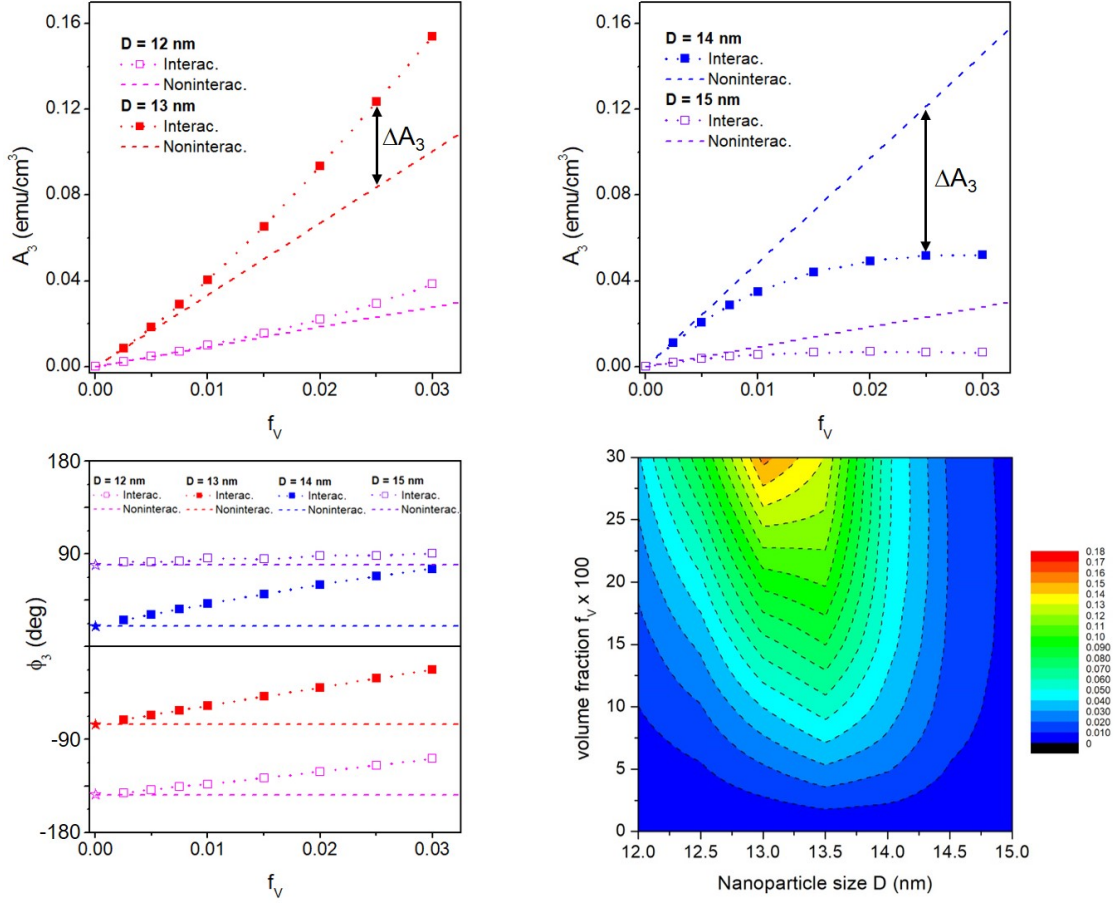 0.16
0.12
0.08
0.04
0.00
A3 (emu/cm3)
D = 12 nm
Interac.
Noninterac.
D = 13 nm
Interac.
Noninterac.
ΔA3
0.00 0.01 0.02 0.03
fV
0.16
0.12
0.08
0.04
0.00
A3 (emu/cm3)
D = 14 nm
Interac.
Noninterac.
D = 15 nm
Interac.
Noninterac.
ΔA3
0.00 0.01 0.02 0.03
fV
180
90
-90
-180
ϕ3 (deg)
D = 12 nm D = 13 nm D = 14 nm D = 15 nm
Interac. Interac. Interac. Interac.
Noninterac. Noninterac. Noninterac. Noninterac.
0.00 0.01 0.02 0.03
fV
30
25
20
15
10
5
0
volume fraction fV x 100
12.0 12.5 13.0 13.5 14.0 14.5 15.0
Nanoparticle size D (nm)
0.18
0.17
0.16
0.14
0.13
0.12
0.11
0.10
0.090
0.080
0.070
0.060
0.050
0.040
0.030
0.020
0.010
0